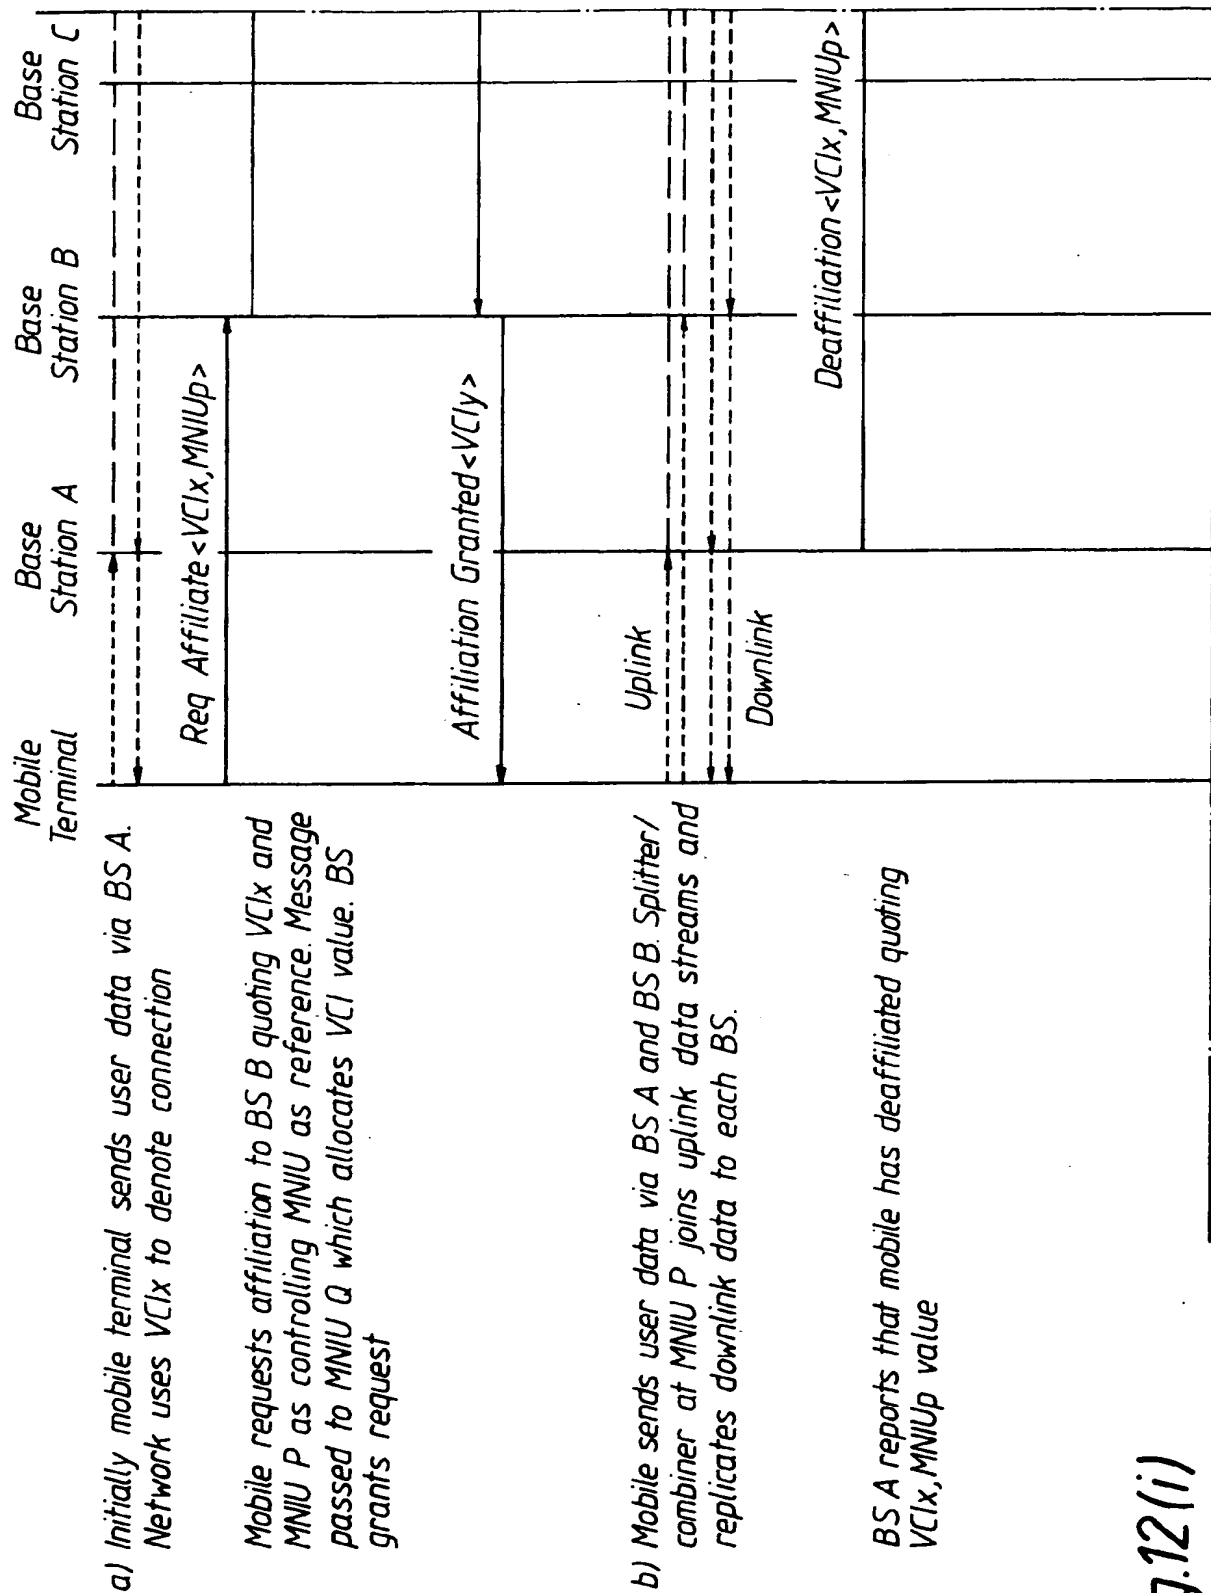 Mobile
Terminal
Base
Station A
Base
Station B
Base
Station C
a) Initially mobile terminal sends user data via BS A.
Network uses VCIx to denote connection
Req Affiliate<VCIx,MNIUp>
Mobile requests affiliation to BS B quoting VCIx and
MNIU P as controlling MNIU as reference. Message
passed to MNIU Q which allocates VCI value. BS
grants request
Affiliation Granted<VCIy>
Uplink
b) Mobile sends user data via BS A and BS B. Splitter/
combiner at MNIU P joins uplink data streams and
replicates downlink data to each BS.
Downlink
Deaffiliation<VCIx,MNIUp>
BS A reports that mobile has deaffiliated quoting
VCIx,MNIUp value
g.12(i)